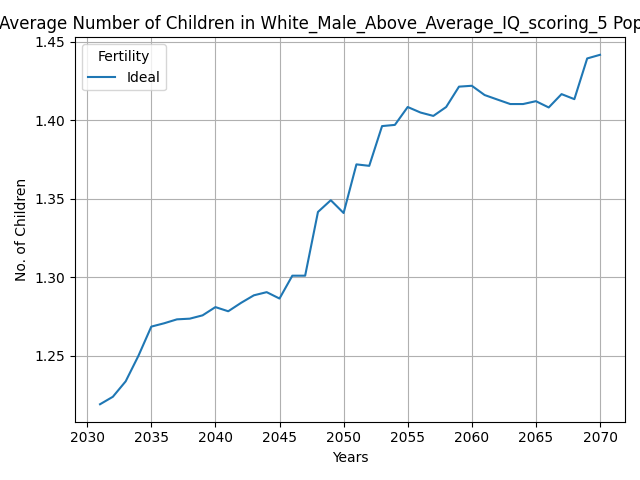 Average Number of Children in White_Male_Above_Average_IQ_scoring_5 Pop
Fertility
Ideal
No. of Children
1.45
1.40
1.35
1.30
1.25
2030 2035 2040 2045 2050 2055 2060 2065 2070
Years